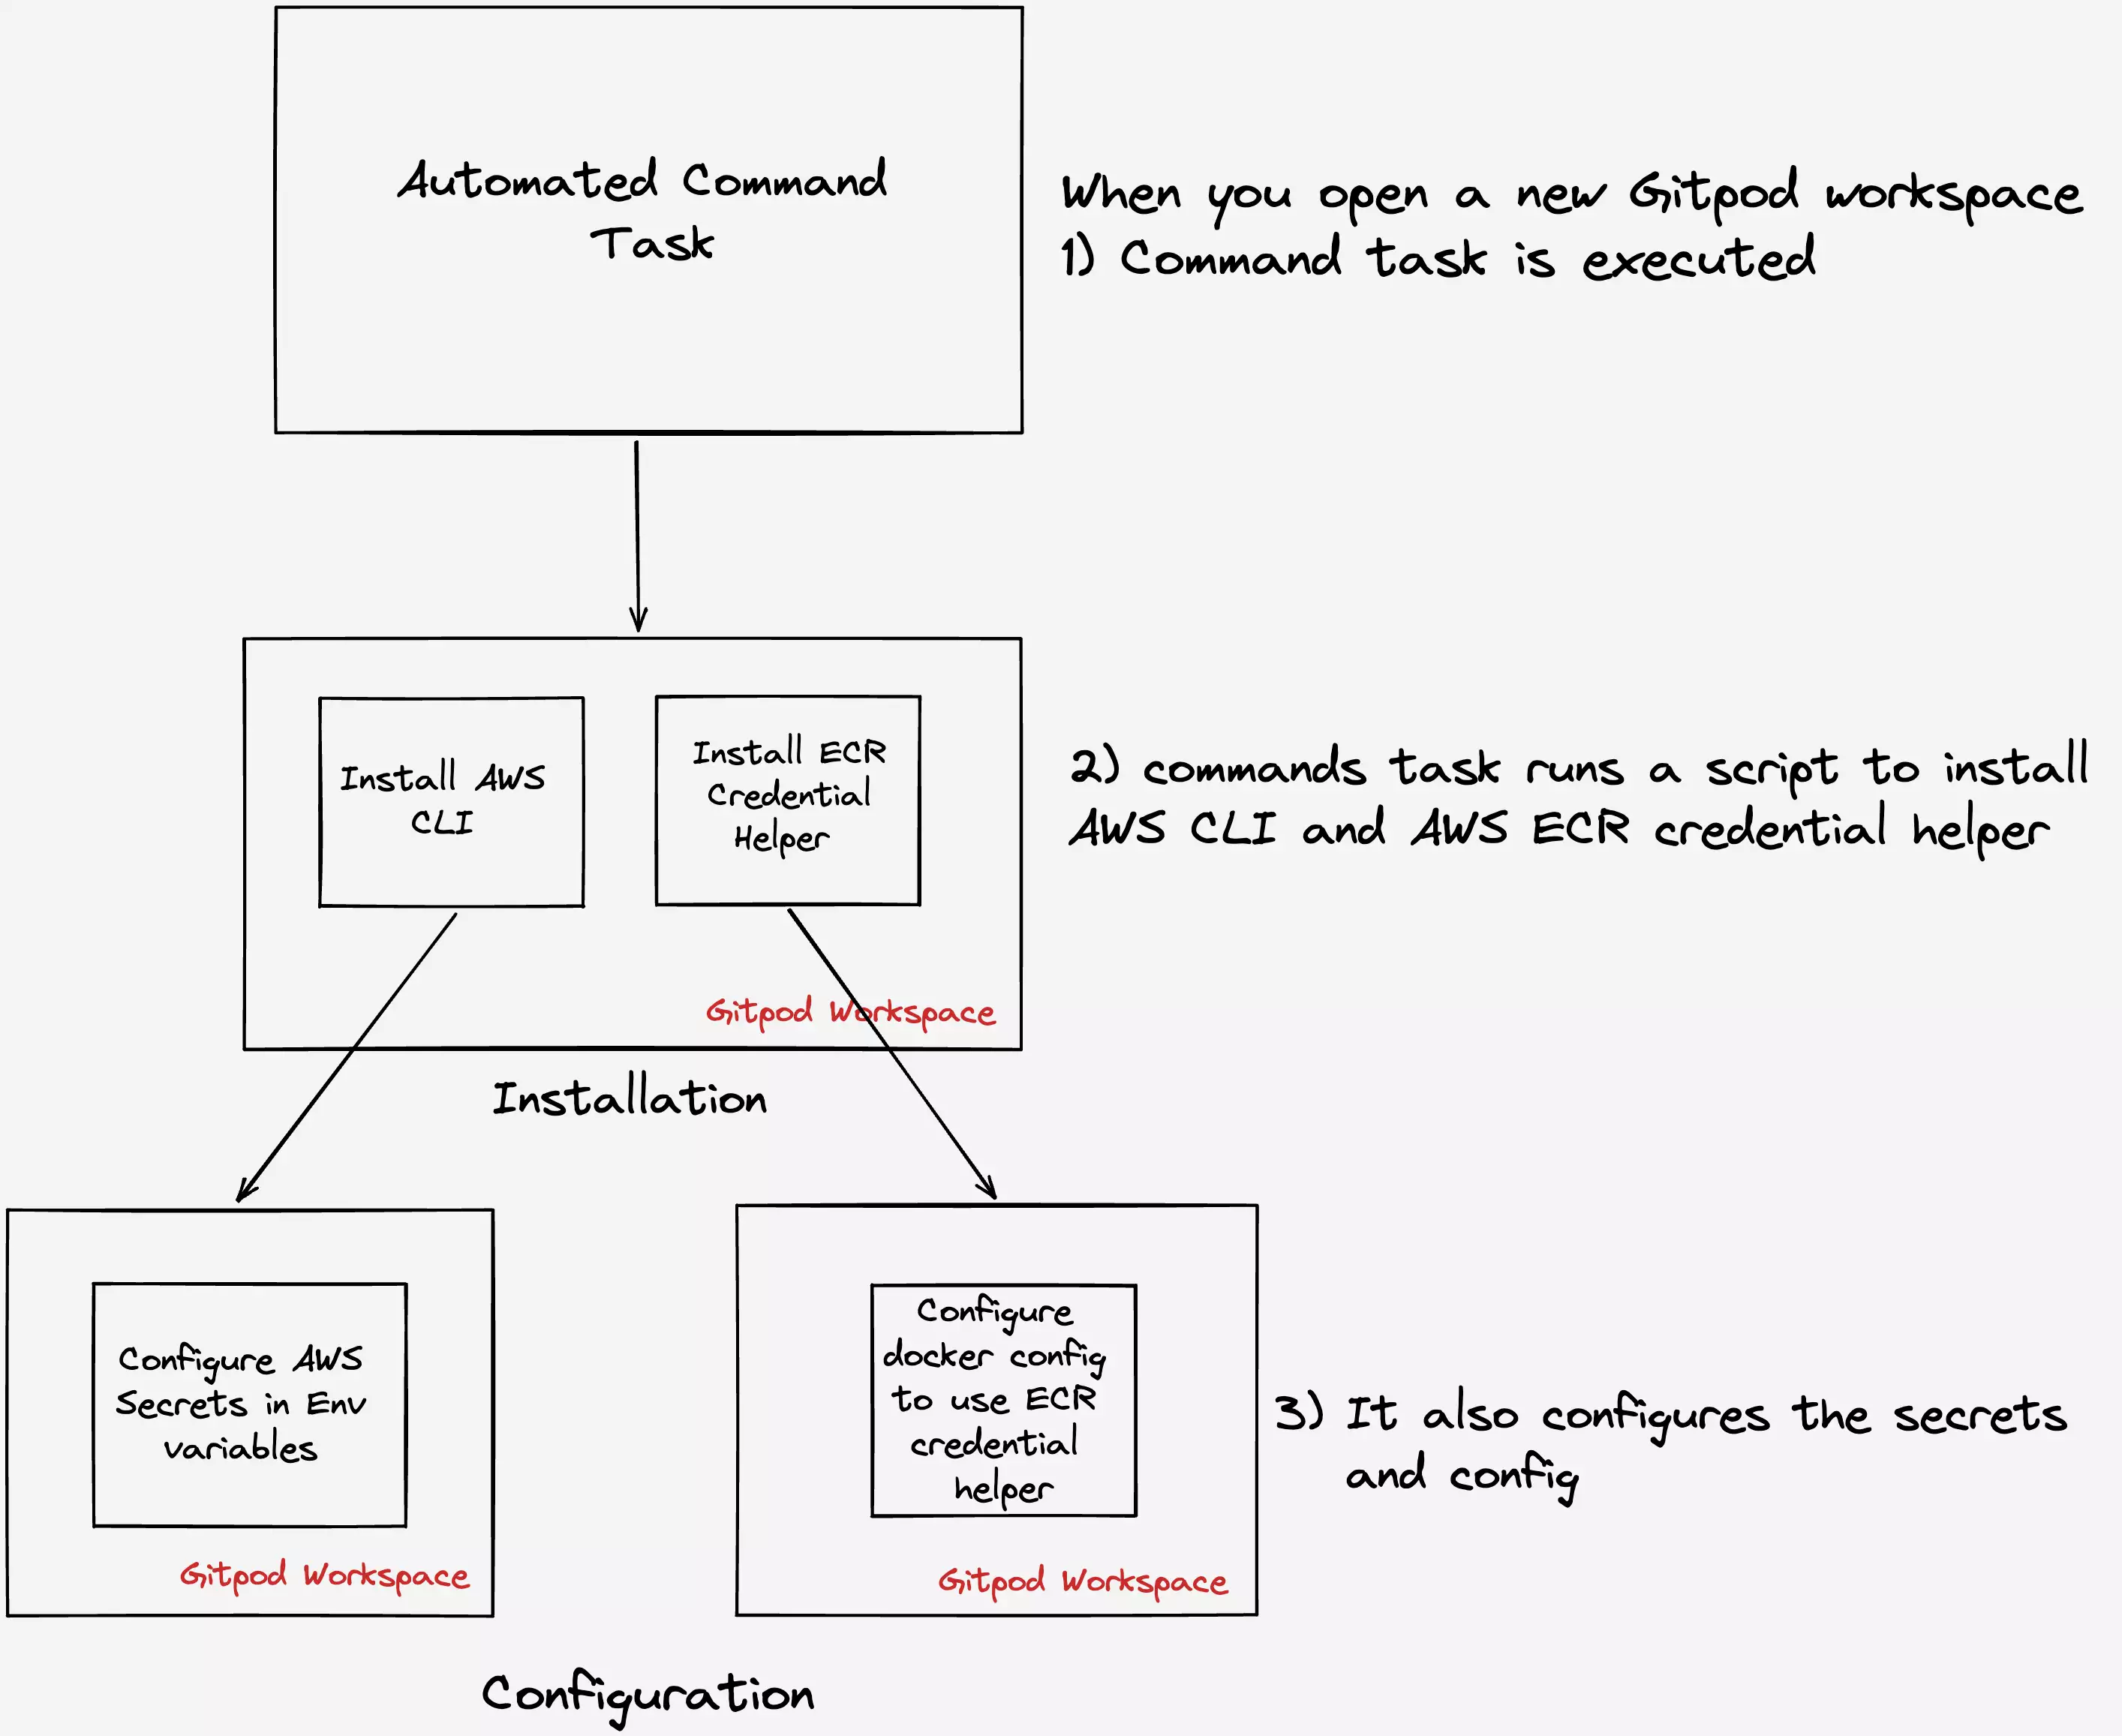 Automated Command
Task
When you open a new Gitpod workspace
1) Command task is executed
Install AWS
CLI
Install ECR
Credential
Helper
2) commands task runs a script to install
AWS CLI and AWS ECR credential helper
Gitpod Workspace
Installation
Configure AWS
Secrets in Env
variables
Gitpod Workspace
Configure
docker config
to use ECR
credential
helper
Gitpod Workspace
3) It also configures the secrets
and config
Configuration